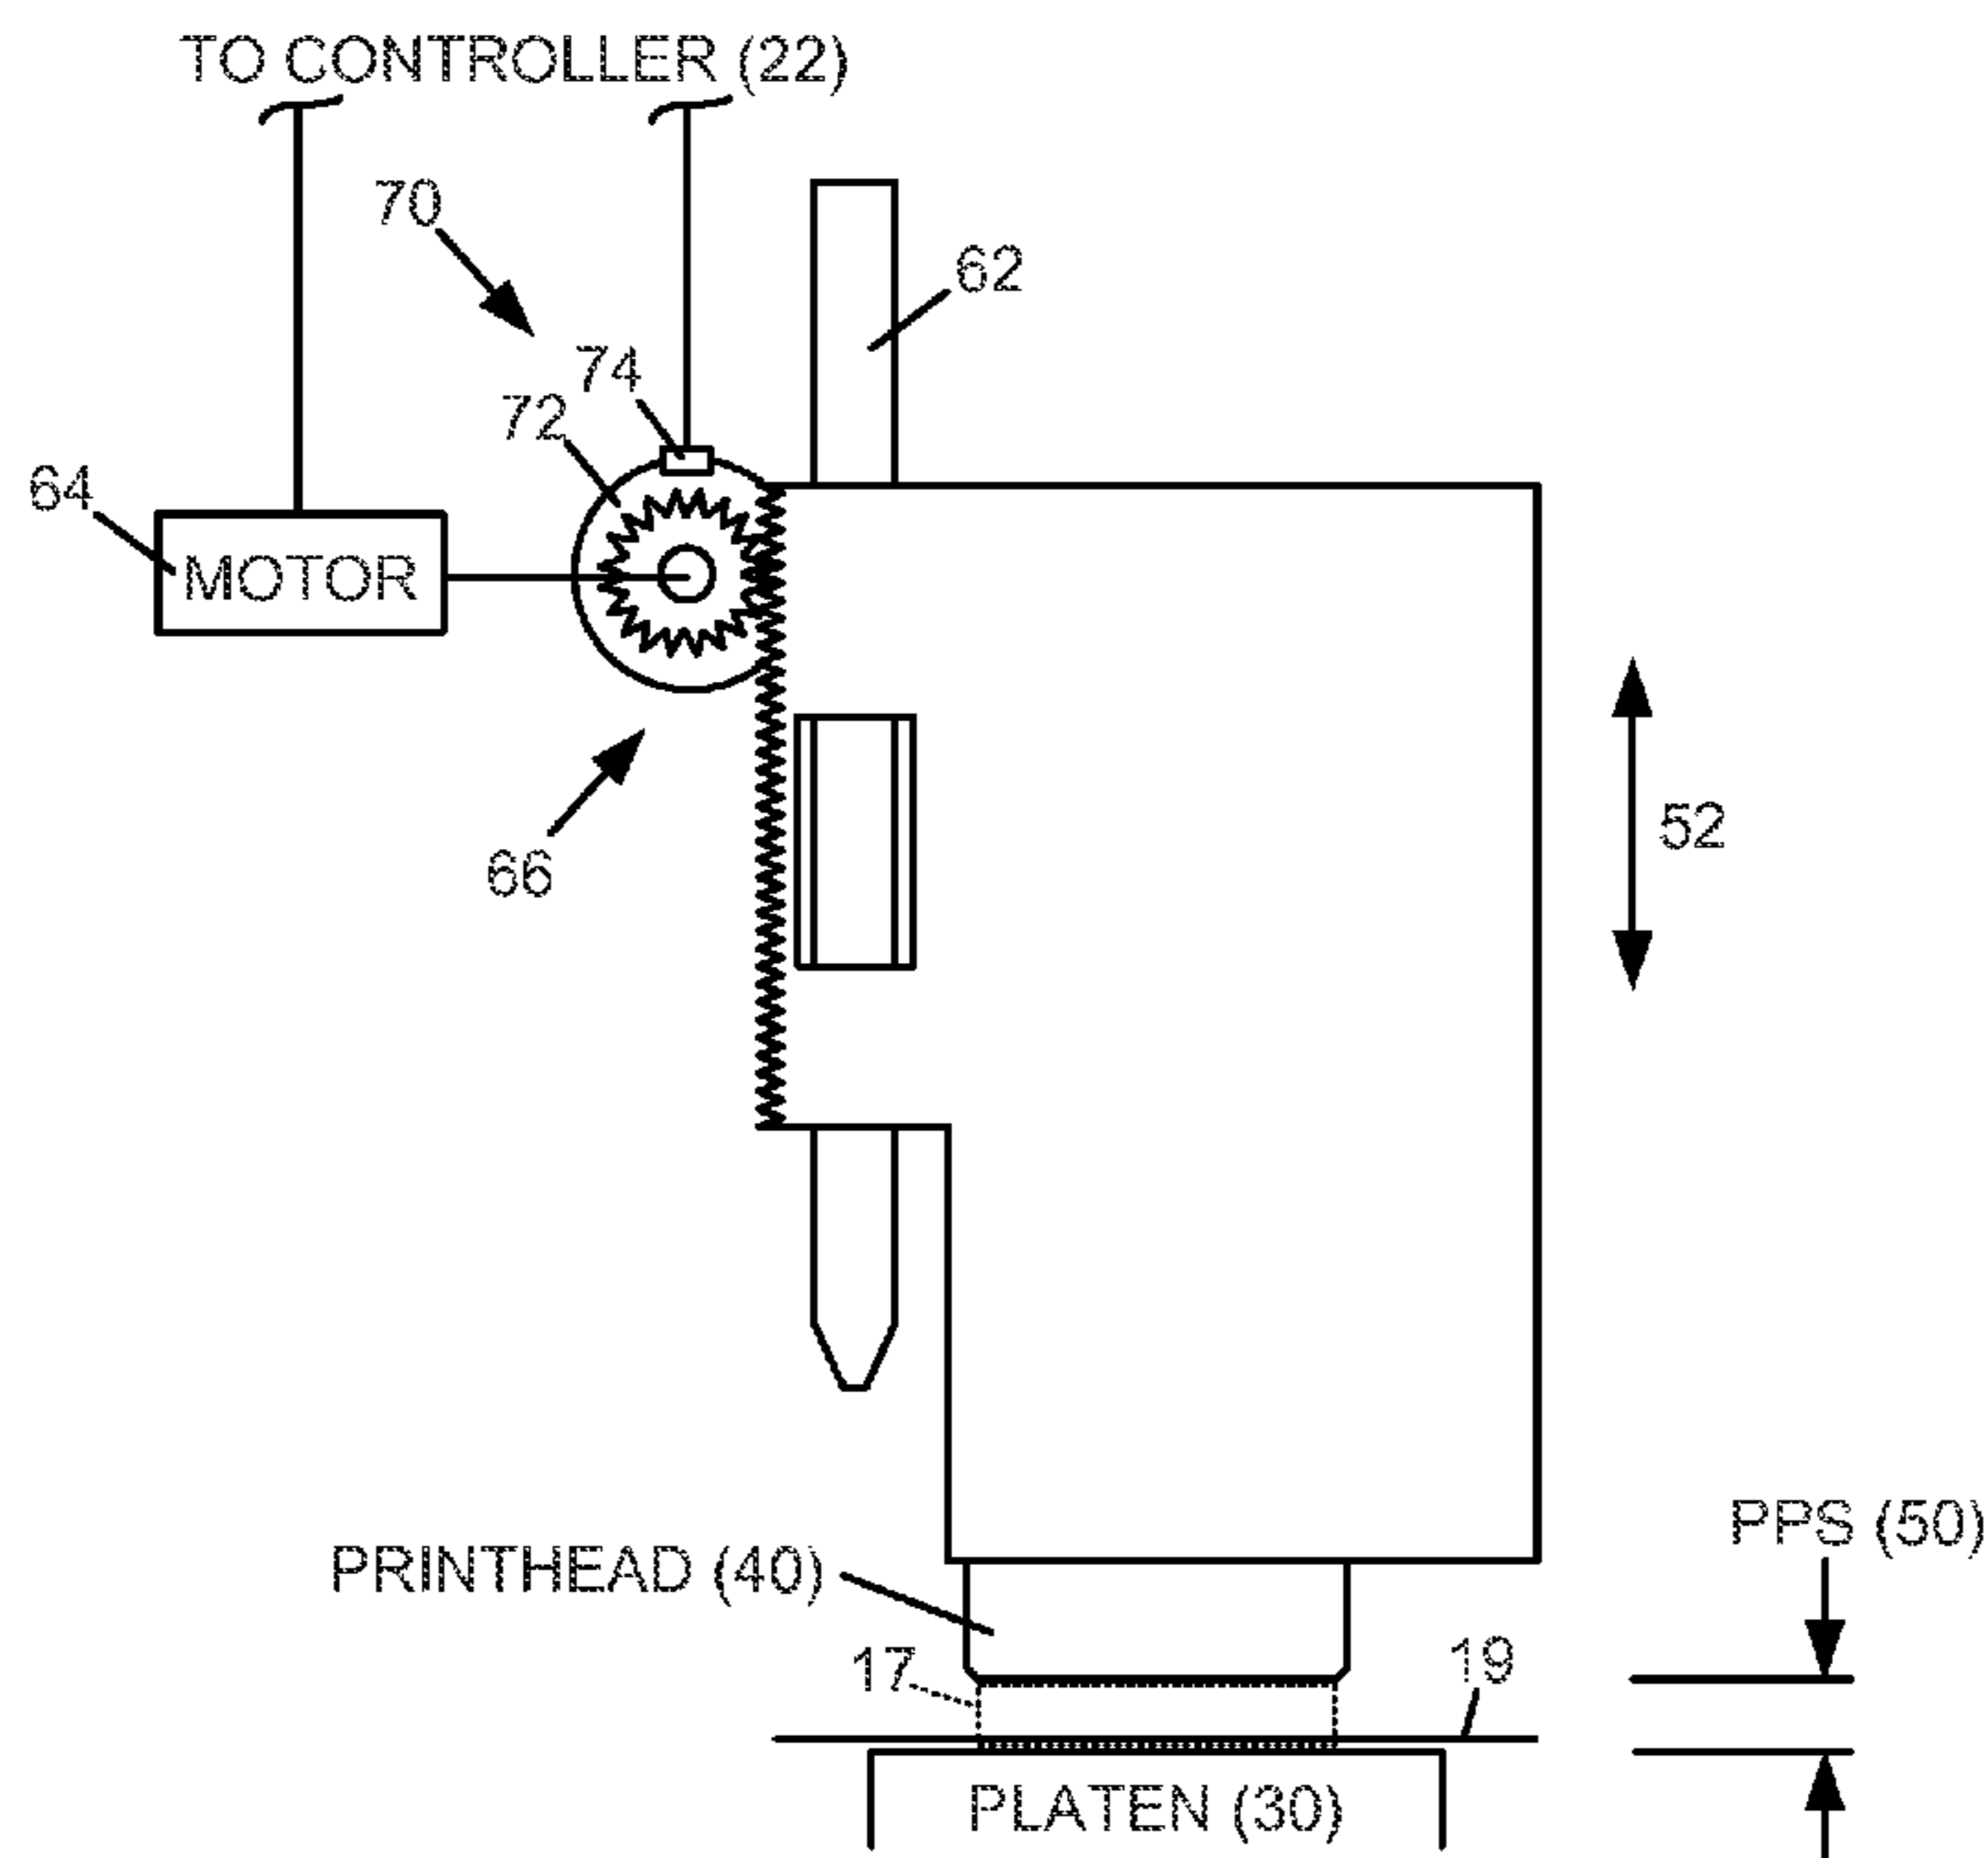 TO CONTROLLER (22)
70
62
74
72
64
MOTOR
52
66
PPS (50)
PRINTHEAD (40)
17
19
PLATEN (30)